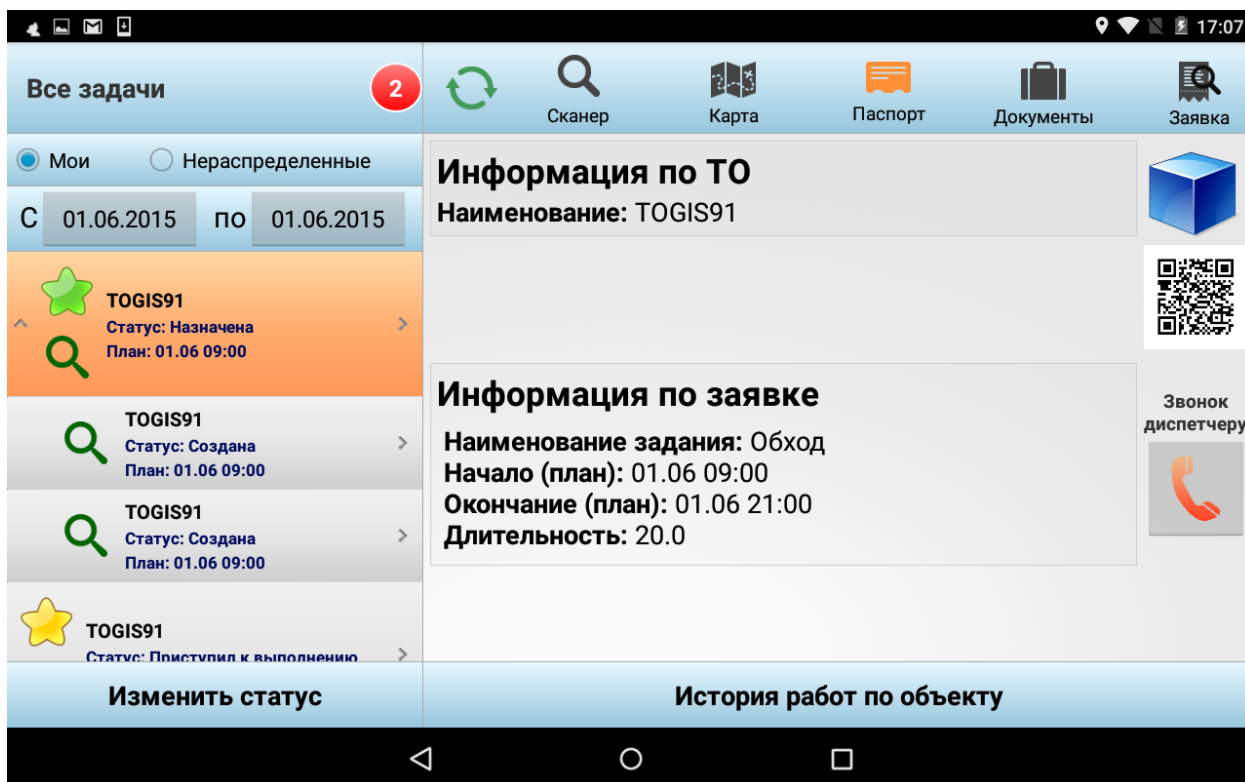 17:07
Все задачи
2
Сканер
Карта
Паспорт
Документы
Заявка
Мои
Нераспределенные
С 01.06.2015 по 01.06.2015
TOGIS91
Статус: Назначена
План: 01.06 09:00
TOGIS91
Статус: Создана
План: 01.06 09:00
TOGIS91
Статус: Создана
План: 01.06 09:00
TOGIS91
Статус: Приступил к выполнению
Изменить статус
Информация по ТО
Наименование: TOGIS91
Информация по заявке
Наименование задания: Обход
Начало (план): 01.06 09:00
Окончание (план): 01.06 21:00
Длительность: 20.0
Звонок
диспетчеру
История работ по объекту